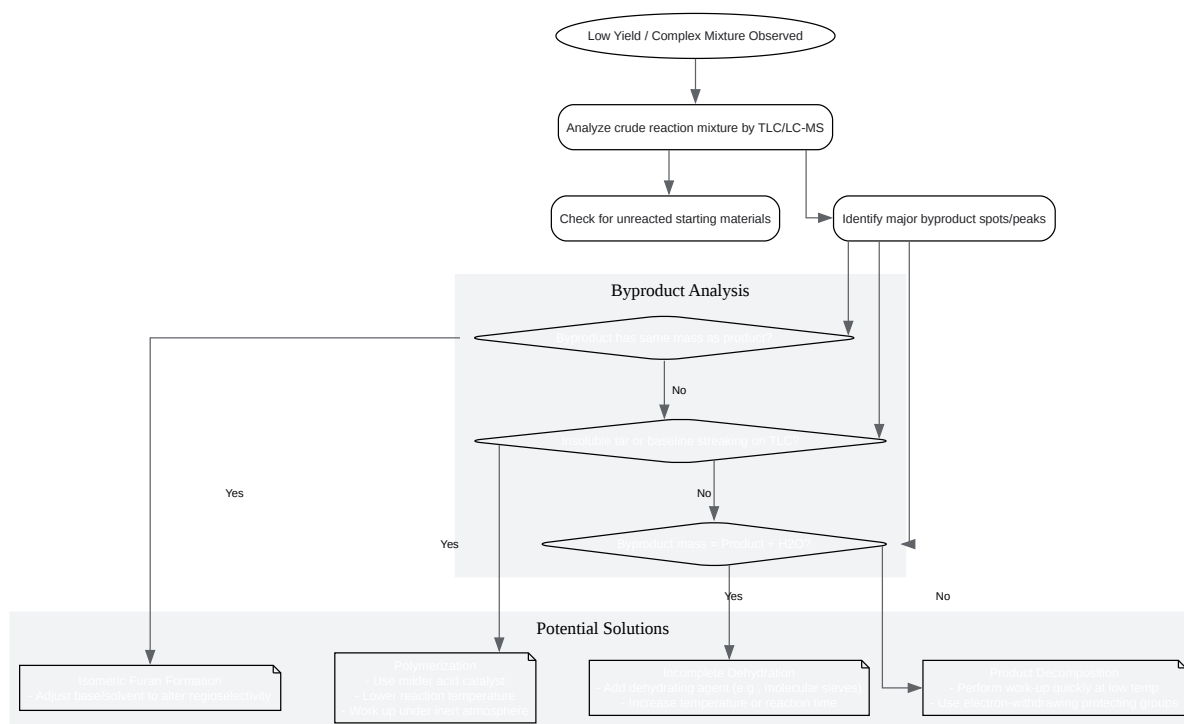 Low Yield / Complex Mixture Observed
Analyze crude reaction mixture by TLC/LC-MS
Check for unreacted starting materials
Identify major byproduct spots/peaks
Byproduct Analysis
Byproduct has same mass as product?
No
Insoluble tar or baseline streaking on TLC?
Yes
No
Yes
Byproduct mass = Product + H2O?
Yes
No
Potential Solutions
Isomeric Furan Formation
- Adjust base/solvent to alter regioselectivity
Polymerization
- Use milder acid catalyst
- Lower reaction temperature
- Work up under inert atmosphere
Incomplete Dehydration
- Add dehydrating agent (e.g., molecular sieves)
- Increase temperature or reaction time
Product Decomposition
- Perform work-up quickly at low temp
- Use electron-withdrawing protecting groups